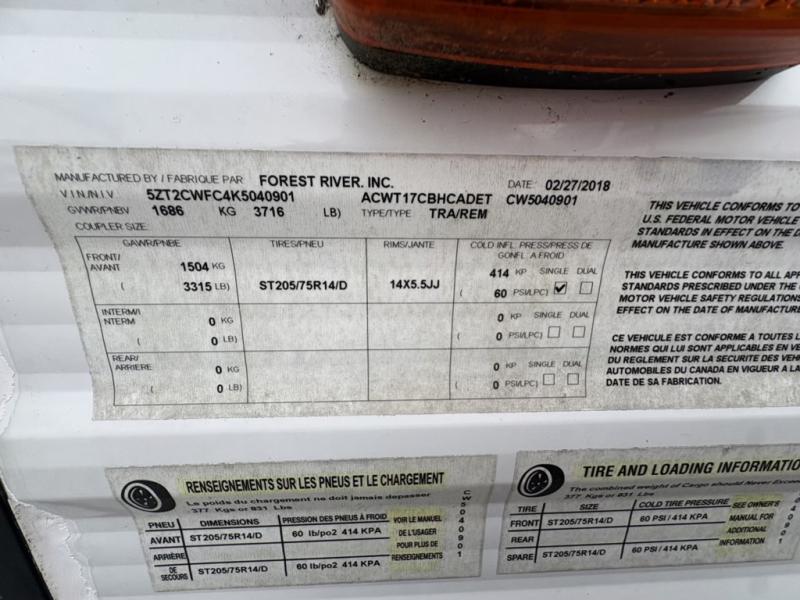 MANUFACTURED BY / FABRIQUE PAR FOREST RIVER, INC. DATE: 02/27/2018
V I N /N I V 5ZT2CWFC4K5040901 ACWT17CBHCADET CW5040901
GVWR/PNBV 1686 KG 3716 LB) TYPE/TYPE TRA/REM
COUPLER SIZE:
GAWR/PNBE TIRES/PNEU RIMS/JANTE COLD INFL. PRESS/PRESS DE GONFL A FROID
FRONT/ AVANT 1504 KG 414 KP SINGLE DUAL
( 3315 LB) ST205/75R14/D 14X5.5JJ ( 60 PSI/LPC)
INTERM/I NTERM 0 KG 0 KP SINGLE DUAL
( 0 LB) ( 0 PSI/LPC)
REAR/ ARRIÈRE 0 KG 0 KP SINGLE DUAL
( 0 LB) ( 0 PSI/LPC)
THIS VEHICLE CONFORMS TO
U.S. FEDERAL MOTOR VEHICLE
STANDARDS IN EFFECT ON THE
MANUFACTURE SHOWN ABOVE.
THIS VEHICLE CONFORMS TO ALL
STANDARDS PRESCRIBED UNDER THE
MOTOR VEHICLE SAFETY REGULATIONS
EFFECT ON THE DATE OF
CE VEHICULE EST CONFORME A TOUTES
NORMES QUI LUI SONT APPLICABLES EN
DU REGLEMENT SUR LA SECURITE DES
AUTOMOBILES DU CANADA EN VIGUEUR A LA
DATE DE SA FABRICATION.
RENSEIGNEMENTS SUR LES PNEUS ET LE CHARGEMENT
Le poids du chargement ne doit jamais depasser
377 Kgs or 831 Lbs
PNEU DIMENSIONS PRESSION DES PNEUS À FROID
AVANT ST205/75R14/D 60 lb/po2 414 KPA
ARRIÈRE
DE SECOURS ST205/75R14/D 60 lb/po2 414 KPA
VOIR LE MANUEL
DE L'USAGER
POUR PLUS DE
RENSEIGNEMENTS
CW5040901
TIRE AND LOADING INFORMATION
The combined weight of Cargo should Never
377 Kgs or 831 Lbs
TIRE SIZE COLD TIRE PRESSURE
FRONT ST205/75R14/D 60 PSI / 414 KPA
REAR
SPARE ST205/75R14/D 60 PSI / 414 KPA
SEE OWNER'S
MANUAL FOR
ADDITIONAL
INFORMATION